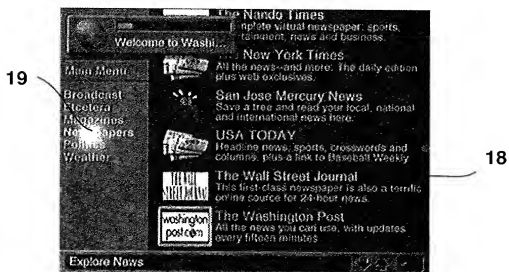 The Nando Times
virtual newspaper: sports,
news and business.
Welcome to Washi...
New York Times
All the news--and more: The daily edition
plus web exclusives.
Main Menu
Broadcast
Etcetera
Magazines
Newspapers
Politics
Weather
San Jose Mercury News
Save a tree and read your local, national
and international news here.
USA TODAY
Headline news, sports, crosswords and
columns, plus a link to Baseball Weekly
The Wall Street Journal
This first-class newspaper is also a terrific
online source for 24-hour news.
washington
post.com
The Washington Post
All the news you can use, with updates
every fifteen minutes
Explore News
19
18